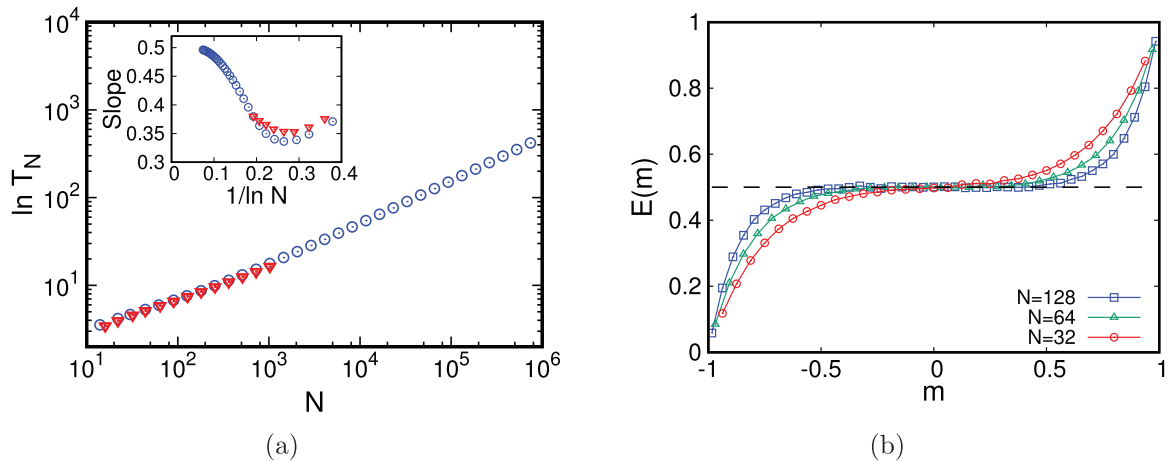 10^4
10^3
10^2
10^1
ln T_N
10^1 10^2 10^3 10^4 10^5 10^6
N
0.5
0.45
0.4
0.35
0.3
Slope
0 0.1 0.2 0.3 0.4
1/ln N
(a)
1
0.8
0.6
0.4
0.2
0
E(m)
-1 -0.5 0 0.5 1
m
N=128
N=64
N=32
(b)